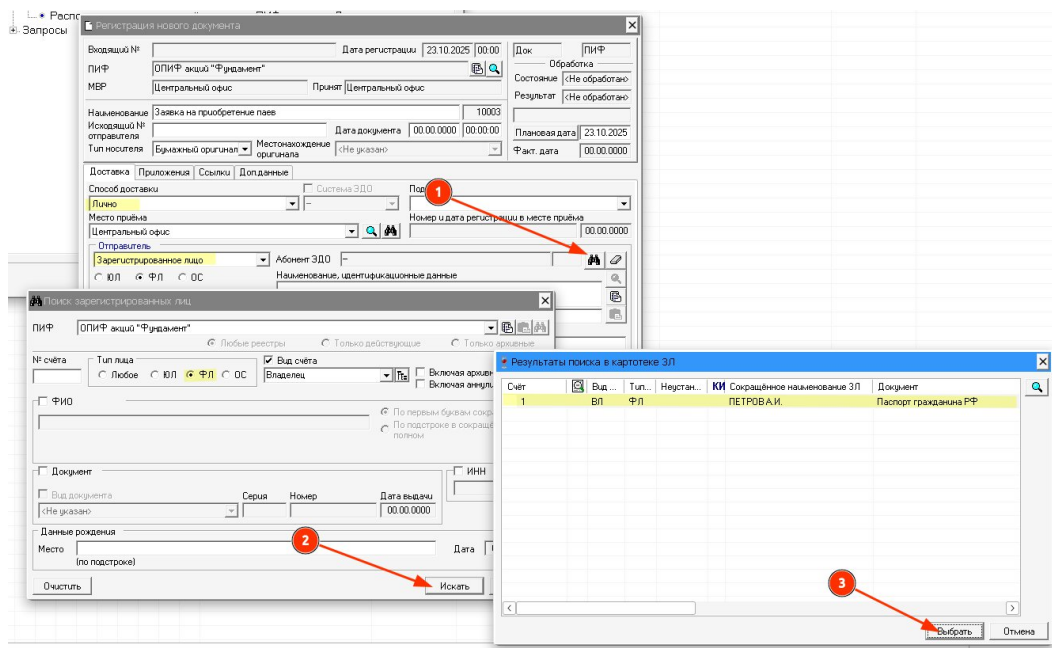 Распо
Запросы
Регистрация нового документа
Входящий № Дата регистрации 23.10.2025 00:00 Док ПИФ
ПИФ ОПИФ акций "Фундамент" Обработка
МВР Центральный офис Принят Центральный офис Состояние <Не обработан>
Результат <Не обработан>
Наименование Заявка на приобретение паев 10003
Исходящий № отправителя Дата документа 00.00.0000 00:00:00 Плановая дата 23.10.2025
Тип носителя Бумажный оригинал Местонахождение оригинала <Не указан> Факт. дата 00.00.0000
Доставка Приложения Ссылки Доп.данные
Способ доставки Система ЭДО Под 1
Лично –
Место приёма Номер и дата регистрации в месте приёма
Центральный офис 00.00.0000
Отправитель
Зарегистрированное лицо Абонент ЭДО –
ЮЛ ФЛ ОС Наименование, идентификационные данные
Поиск зарегистрированных лиц
ПИФ ОПИФ акций "Фундамент"
Любые реестры Только действующие Только архивные
№ счёта Тип лица Вид счёта
Любое ЮЛ ФЛ ОС Владелец Включая архивн
Включая аннули
ФИО
По первым буквам сокр
По подстроке в сокращё
полном
Документ ИНН
Вид документа Серия Номер Дата выдачи
<Не указан> 00.00.0000
Данные рождения
Место Дата
(по подстроке)
2
Очистить Искать
Результаты поиска в картотеке ЗЛ
Счёт Вид ... Тип... Неустан... КИ Сокращённое наименование ЗЛ Документ
1 ВЛ ФЛ ПЕТРОВ А.И. Паспорт гражданина РФ
3
Выбрать Отмена